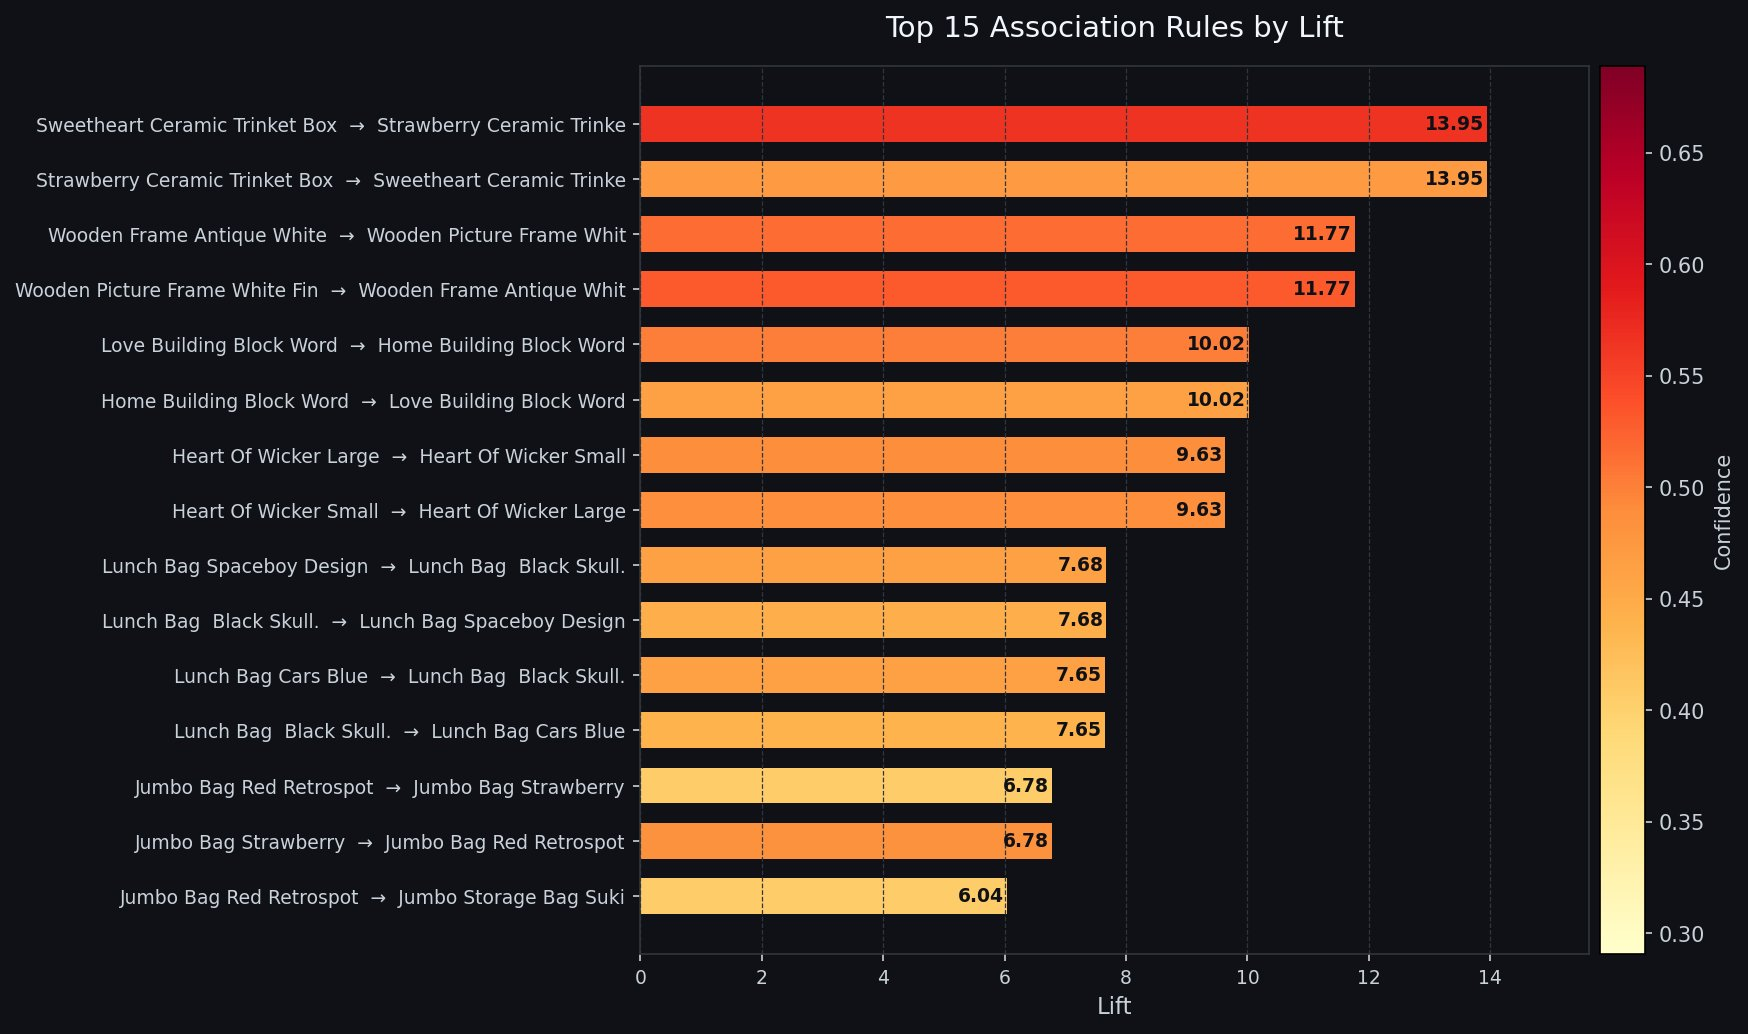 Top 15 Association Rules by Lift
Sweetheart Ceramic Trinket Box → Strawberry Ceramic Trinke
13.95
Strawberry Ceramic Trinket Box → Sweetheart Ceramic Trinke
13.95
Wooden Frame Antique White → Wooden Picture Frame Whit
11.77
Wooden Picture Frame White Fin → Wooden Frame Antique Whit
11.77
Love Building Block Word → Home Building Block Word
10.02
Home Building Block Word → Love Building Block Word
10.02
Heart Of Wicker Large → Heart Of Wicker Small
9.63
Heart Of Wicker Small → Heart Of Wicker Large
9.63
Lunch Bag Spaceboy Design → Lunch Bag  Black Skull.
7.68
Lunch Bag  Black Skull. → Lunch Bag Spaceboy Design
7.68
Lunch Bag Cars Blue → Lunch Bag  Black Skull.
7.65
Lunch Bag  Black Skull. → Lunch Bag Cars Blue
7.65
Jumbo Bag Red Retrospot → Jumbo Bag Strawberry
6.78
Jumbo Bag Strawberry → Jumbo Bag Red Retrospot
6.78
Jumbo Bag Red Retrospot → Jumbo Storage Bag Suki
6.04
0 2 4 6 8 10 12 14
Lift
0.65
0.60
0.55
0.50
0.45
0.40
0.35
0.30
Confidence